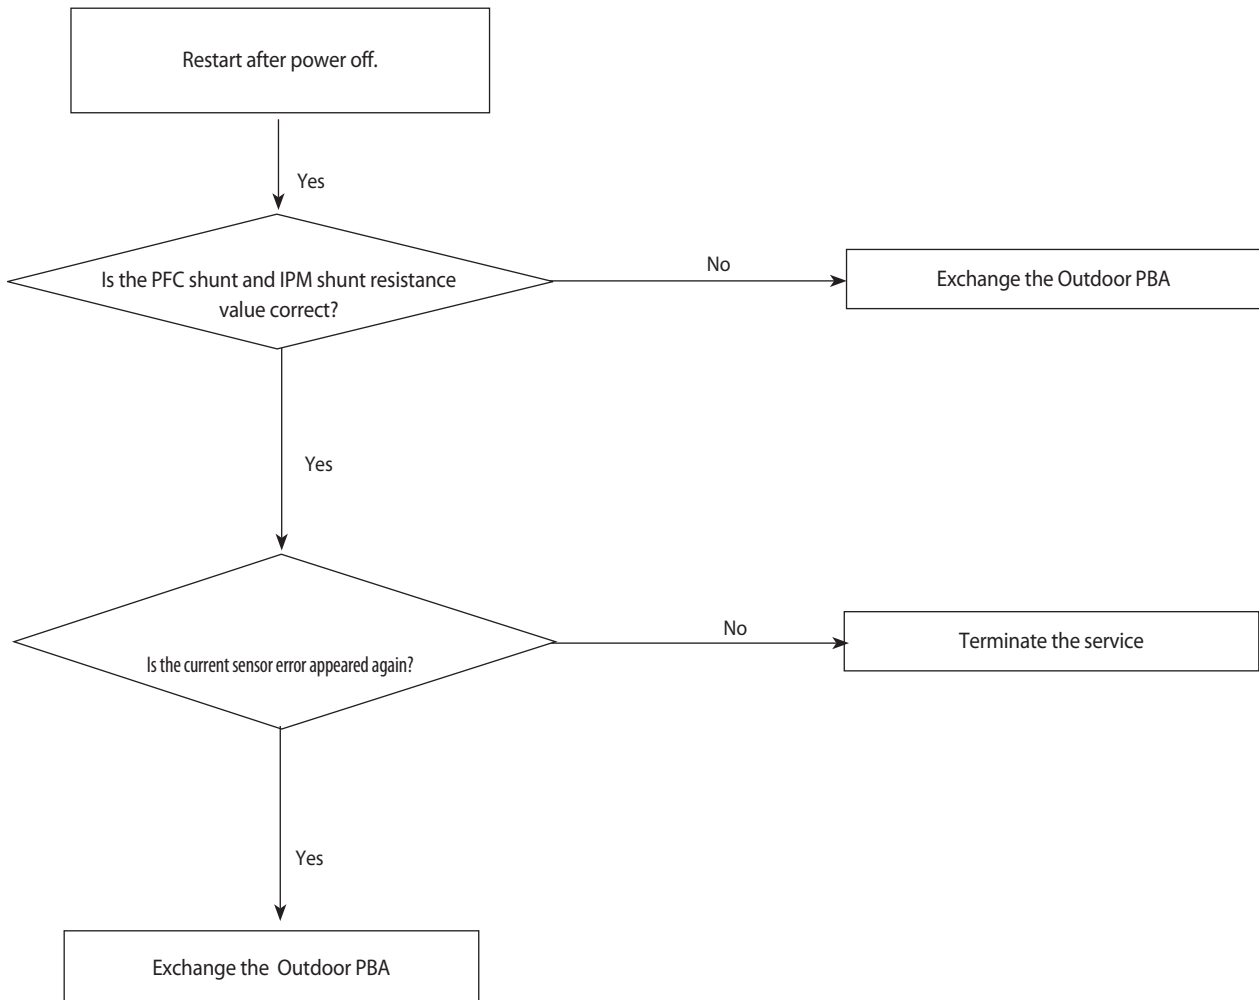 Restart after power off.
Yes
Is the PFC shunt and IPM shunt resistance
value correct?
No
Exchange the Outdoor PBA
Yes
Is the current sensor error appeared again?
No
Terminate the service
Yes
Exchange the Outdoor PBA